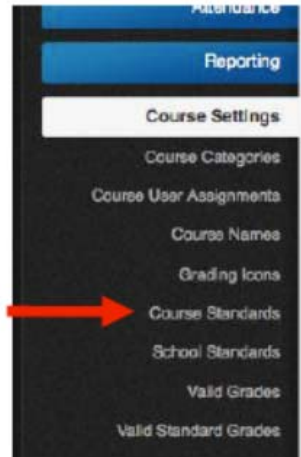 Attendance
Reporting
Course Settings
Course Categories
Course User Assignments
Course Names
Grading Icons
Course Standards
School Standards
Valid Grades
Valid Standard Grades